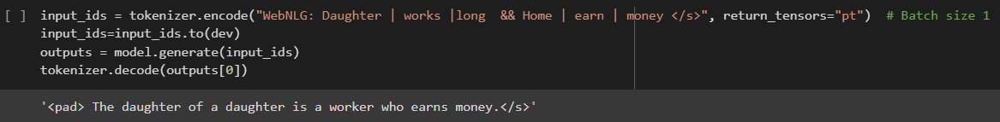 [ ] input_ids = tokenizer.encode("WebNLG: Daughter | works |long  && Home | earn | money </s>", return_tensors="pt")  # Batch size 1
input_ids=input_ids.to(dev)
outputs = model.generate(input_ids)
tokenizer.decode(outputs[0])
'<pad> The daughter of a daughter is a worker who earns money.</s>'